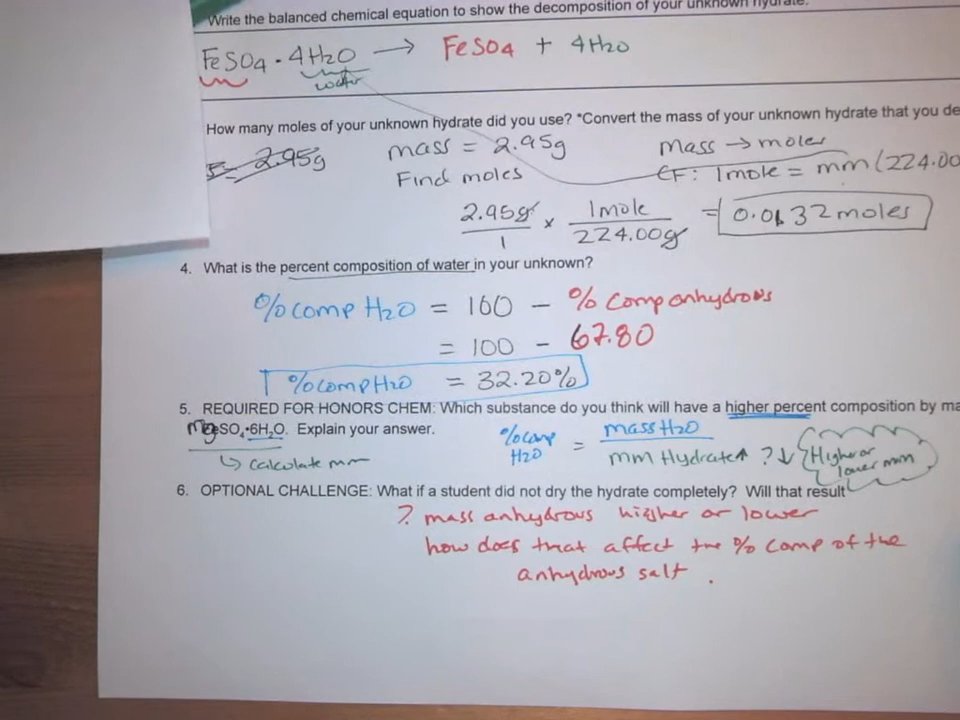 Write the balanced chemical equation to show the decomposition of your unknown hydrate.
FeSO4 · 4H2O → FeSO4 + 4H2O
water
How many moles of your unknown hydrate did you use? *Convert the mass of your unknown hydrate that you de
2.95g mass = 2.95g Mass → moles
Find moles CF: 1mole = mm (224.00
2.95g/1 x 1mole/224.00g = 0.0132 moles
4. What is the percent composition of water in your unknown?
% comp H2O = 100 - % Comp anhydrous
= 100 - 67.80
% comp H2O = 32.20%
5. REQUIRED FOR HONORS CHEM: Which substance do you think will have a higher percent composition by ma
MgSO4•6H2O. Explain your answer.
% comp H2O = mass H2O / mm Hydrate↑ ?↓ {Higher or lower mm
↳ calculate mm
6. OPTIONAL CHALLENGE: What if a student did not dry the hydrate completely? Will that result
? mass anhydrous higher or lower
how does that affect the % comp of the
anhydrous salt .